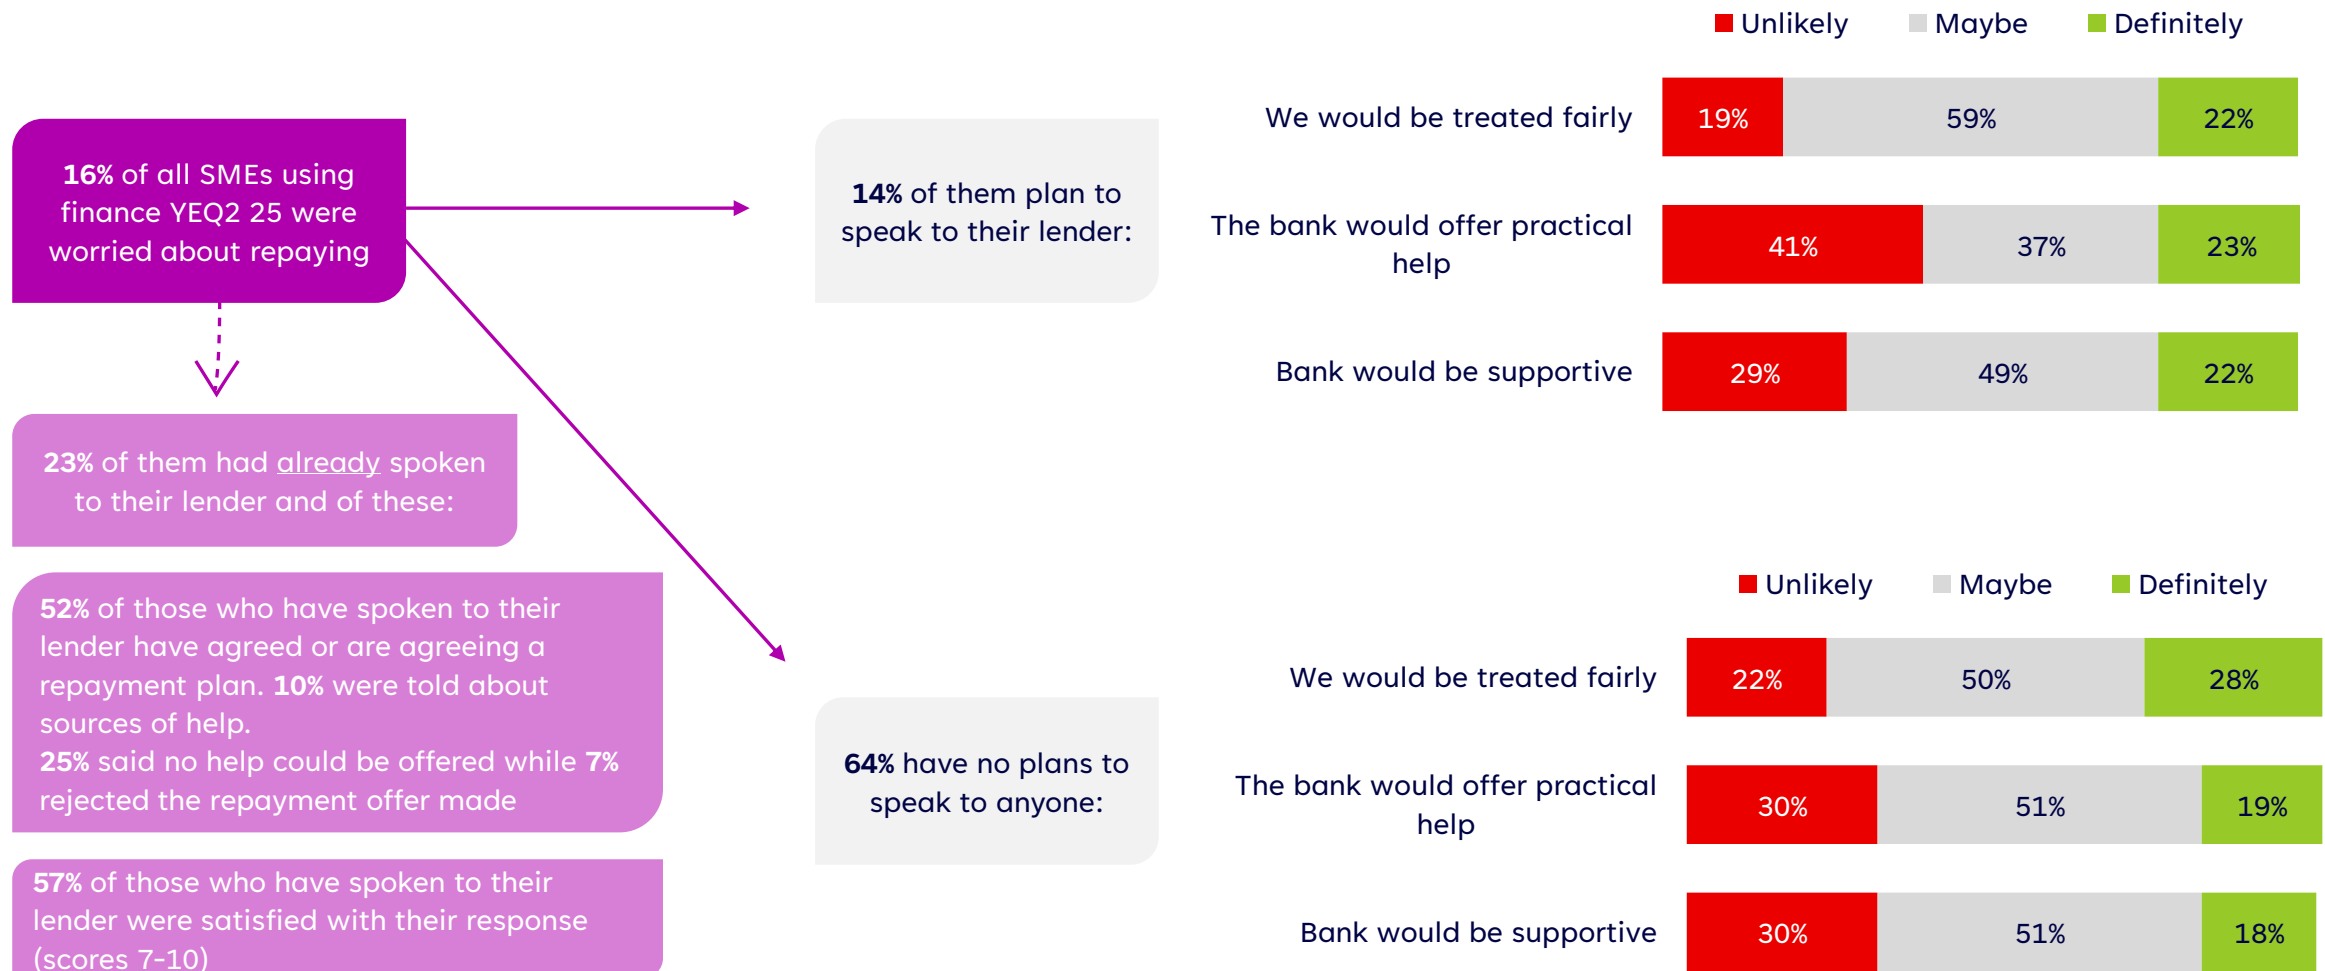 16% of all SMEs using
finance YEQ2 25 were
worried about repaying
23% of them had already spoken
to their lender and of these:
52% of those who have spoken to their
lender have agreed or are agreeing a
repayment plan. 10% were told about
sources of help.
25% said no help could be offered while 7%
rejected the repayment offer made
57% of those who have spoken to their
lender were satisfied with their response
(scores 7-10)
14% of them plan to
speak to their lender:
Unlikely Maybe Definitely
We would be treated fairly 19% 59% 22%
The bank would offer practical
help
41% 37% 23%
Bank would be supportive 29% 49% 22%
64% have no plans to
speak to anyone:
Unlikely Maybe Definitely
We would be treated fairly 22% 50% 28%
The bank would offer practical
help
30% 51% 19%
Bank would be supportive 30% 51% 18%